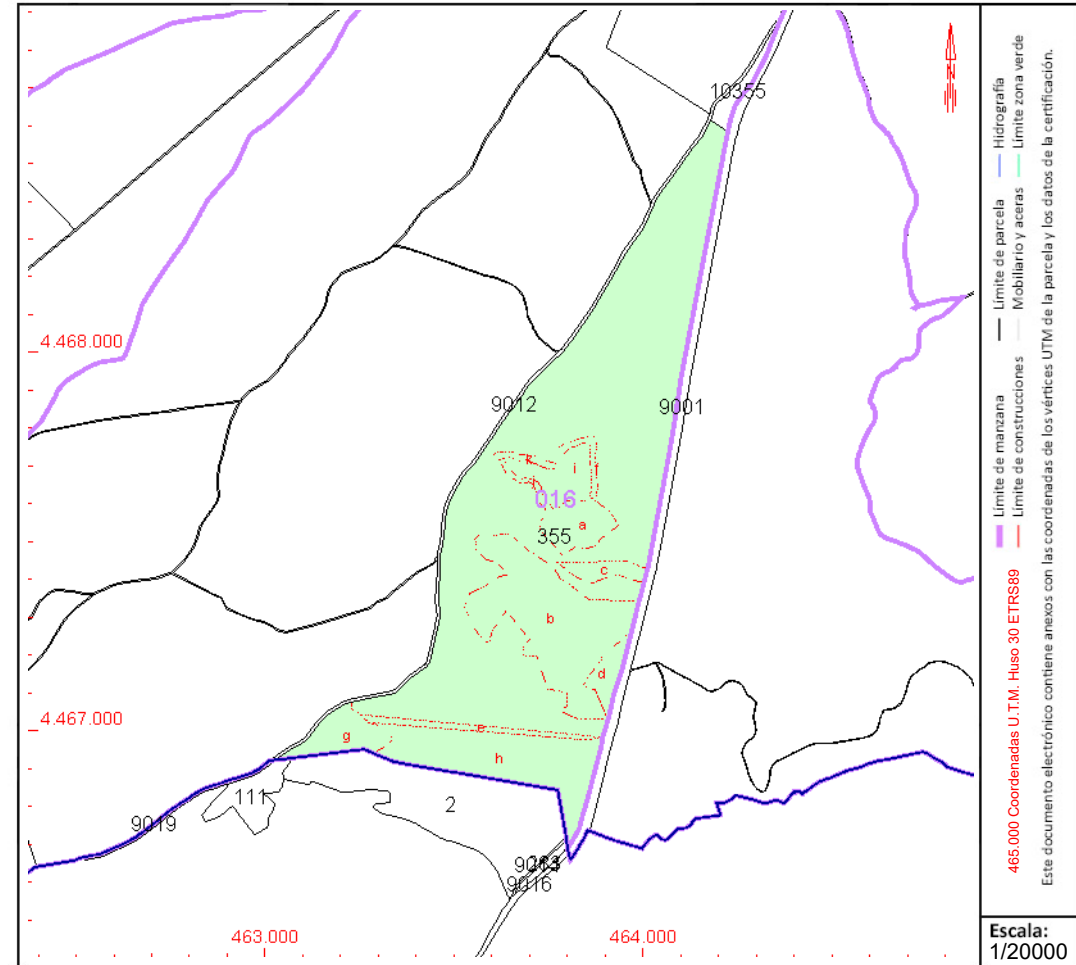 10355
4.468.000
9012
9001
k
i
f
j
016
a
355
c
b
d
4.467.000
e
g
h
111
2
9019
9016
463.000
464.000
N
465.000 Coordenadas U.T.M. Huso 30 ETRS89
Límite de manzana
Límite de parcela
Hidrografía
Límite de construcciones
Mobiliario y aceras
Límite zona verde
Este documento electrónico contiene anexos con las coordenadas de los vértices UTM de la parcela y los datos de la certificación.
Escala:
1/20000